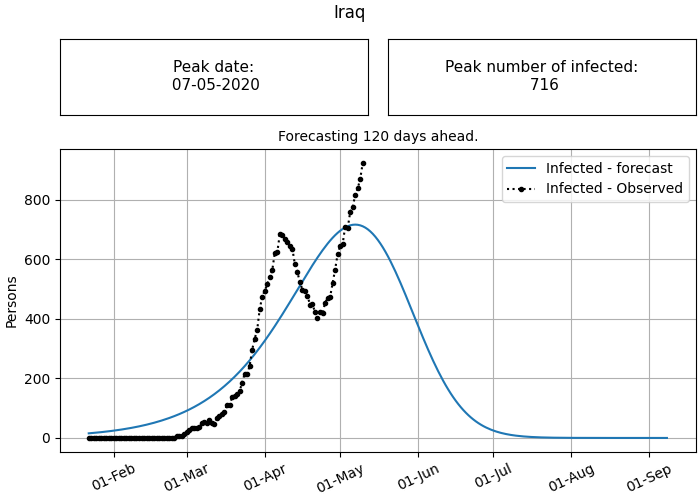 Iraq
Peak date:
07-05-2020
Peak number of infected:
716
Forecasting 120 days ahead.
Infected - forecast
Infected - Observed
Persons
800
600
400
200
0
01-Feb
01-Mar
01-Apr
01-May
01-Jun
01-Jul
01-Aug
01-Sep